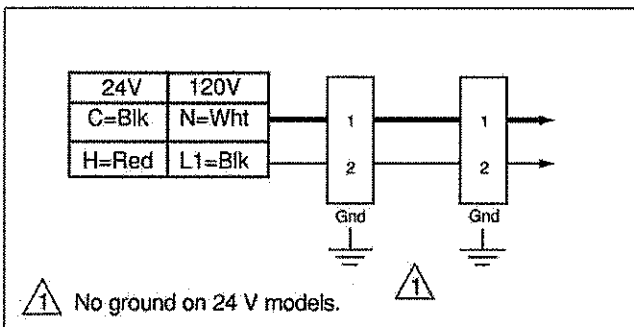 24V 120V
C=Blk N=Wht 1 1
H=Red L1=Blk 2 2
Gnd Gnd
1
1 No ground on 24 V models.